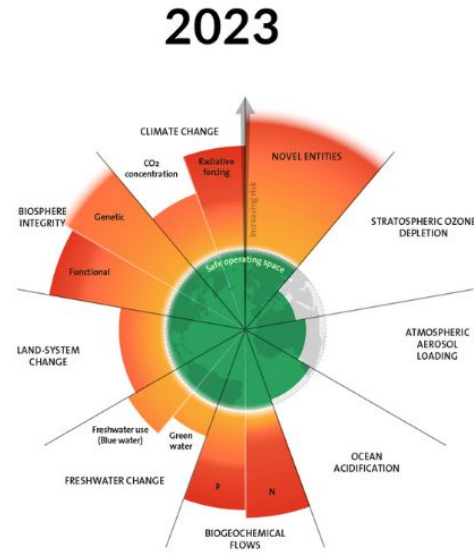 2023
CLIMATE CHANGE
CO2
concentration
Radiative
forcing
NOVEL ENTITIES
Increasing risk
STRATOSPHERIC OZONE
DEPLETION
BIOSPHERE
INTEGRITY
Genetic
Functional
Safe operating space
ATMOSPHERIC
AEROSOL
LOADING
LAND-SYSTEM
CHANGE
Freshwater use
(Blue water)
Green
water
OCEAN
ACIDIFICATION
FRESHWATER CHANGE
P
N
BIOGEOCHEMICAL
FLOWS